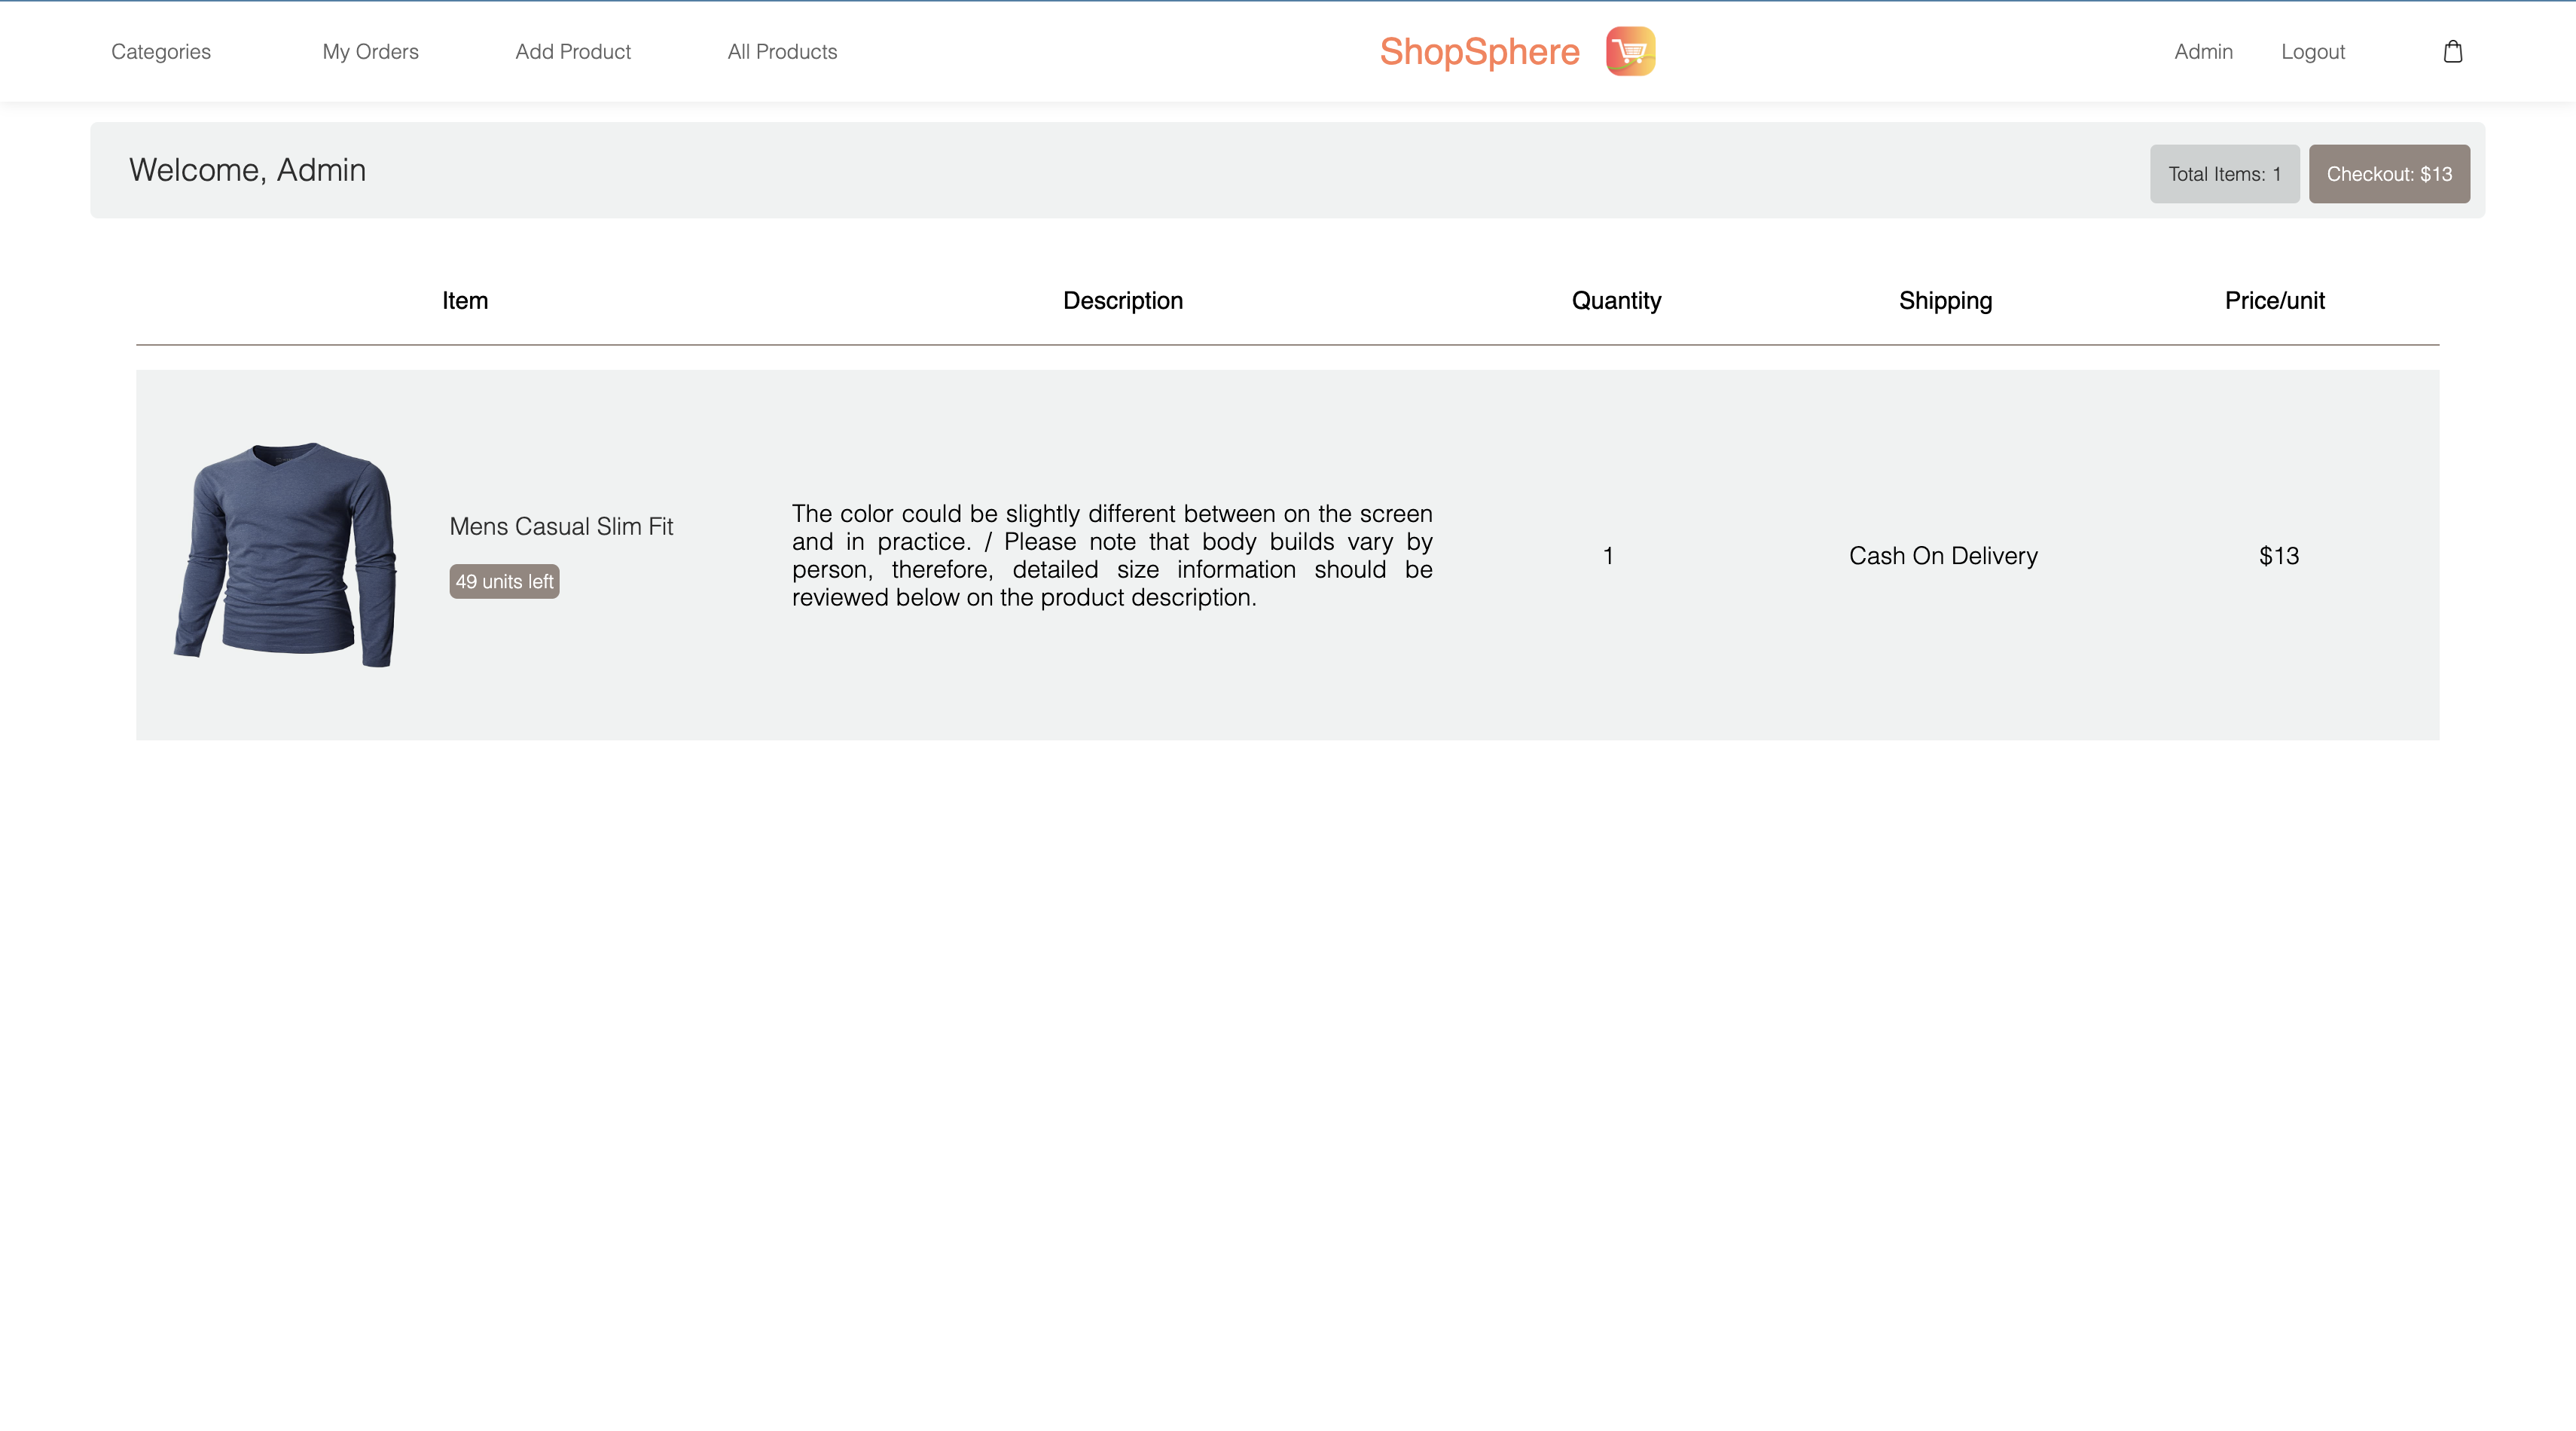 Categories
My Orders
Add Product
All Products
ShopSphere
Admin
Logout
Welcome, Admin
Total Items: 1
Checkout: $13
Item
Description
Quantity
Shipping
Price/unit
Mens Casual Slim Fit
49 units left
The color could be slightly different between on the screen
and in practice. / Please note that body builds vary by
person, therefore, detailed size information should be
reviewed below on the product description.
1
Cash On Delivery
$13